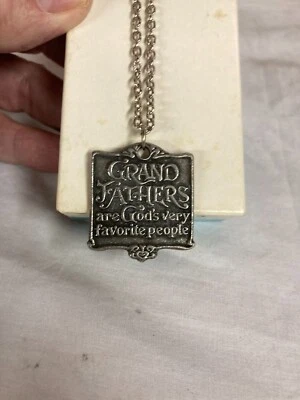 GRAND
FATHERS
are God's very
favorite people